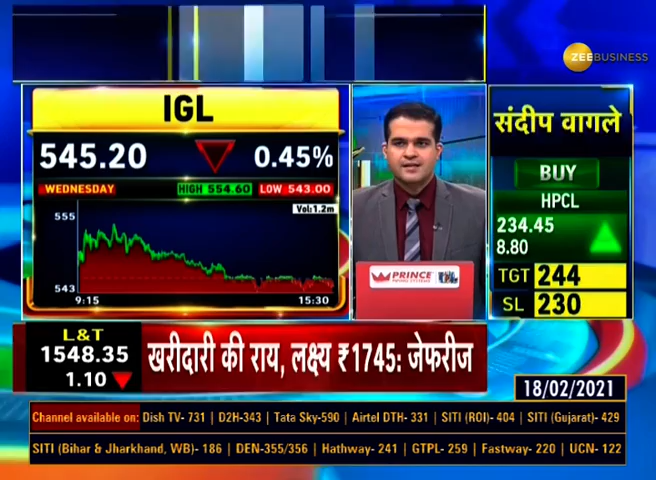 ZEEBUSINESS
IGL
545.20 0.45%
WEDNESDAY HIGH 554.60 LOW 543.00
Vol:1.2m
555
543
9:15 15:30
PRINCE
PIPING SYSTEMS
संदीप वागले
BUY
HPCL
234.45
8.80
TGT 244
SL 230
L&T
1548.35
1.10
खरीदारी की राय, लक्ष्य ₹1745: जेफरीज
18/02/2021
Channel available on: Dish TV- 731 | D2H-343 | Tata Sky-590 | Airtel DTH- 331 | SITI (ROI)- 404 | SITI (Gujarat)- 429
SITI (Bihar & Jharkhand, WB)- 186 | DEN-355/356 | Hathway- 241 | GTPL- 259 | Fastway- 220 | UCN- 122